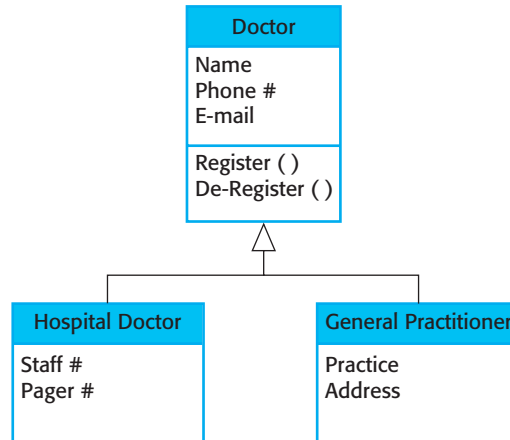 Doctor
Name
Phone #
E-mail
Register ( )
De-Register ( )
Hospital Doctor
Staff #
Pager #
General Practitioner
Practice
Address